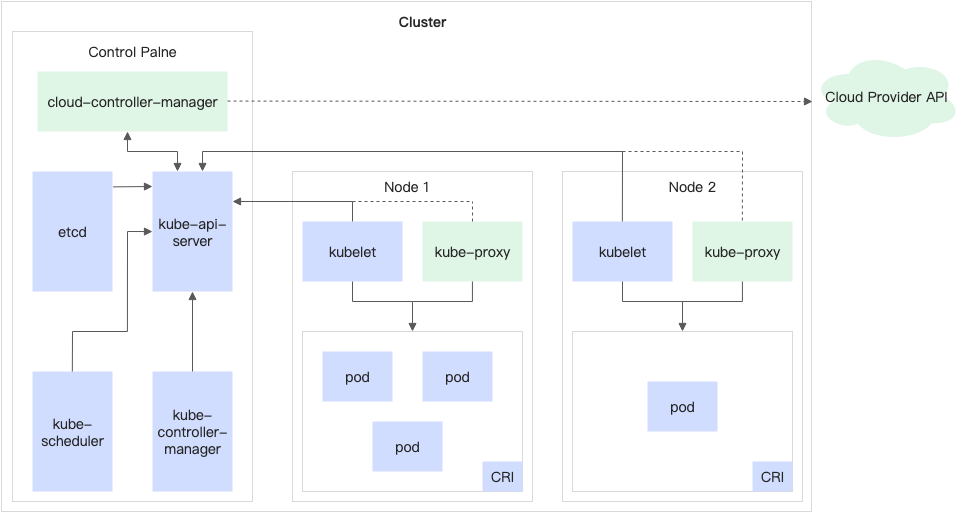 Cluster
Control Palne
cloud-controller-manager
Cloud Provider API
etcd
kube-api-
server
kube-
scheduler
kube-
controller-
manager
Node 1
kubelet
kube-proxy
pod
pod
pod
CRI
Node 2
kubelet
kube-proxy
pod
CRI